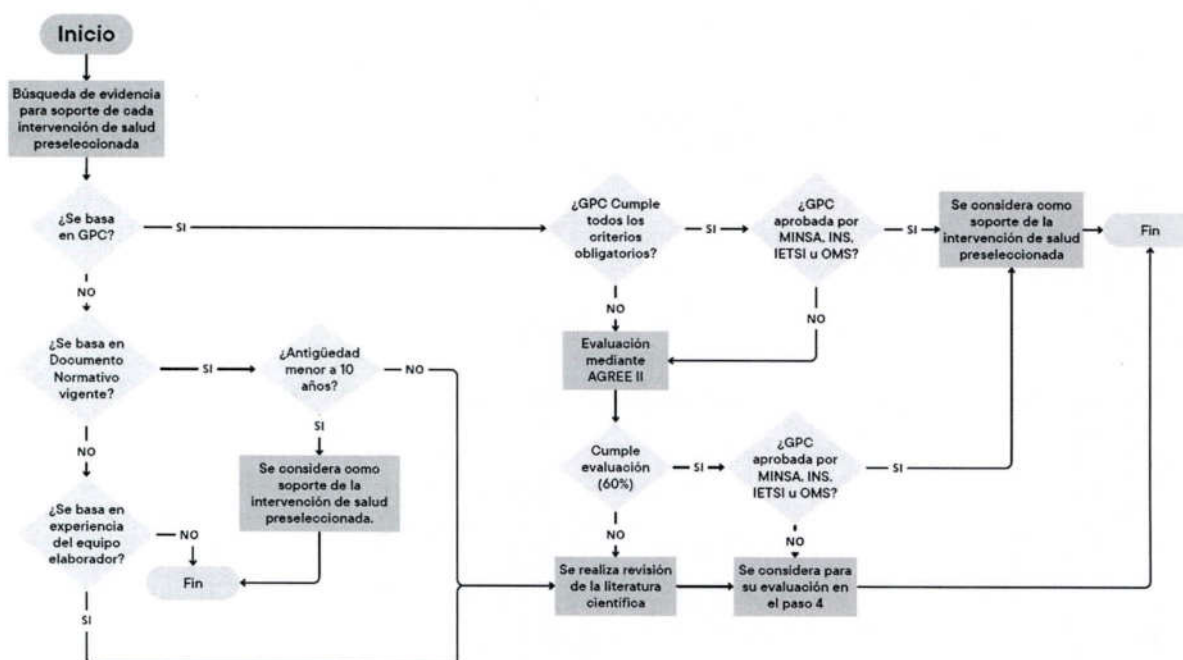 Inicio
Búsqueda de evidencia
para soporte de cada
intervención de salud
preseleccionada
¿Se basa
en GPC?
SI
NO
¿GPC Cumple
todos los
criterios
obligatorios?
SI
NO
¿GPC
aprobada por
MINSA. INS.
IETSI u OMS?
SI
NO
Se considera como
soporte de la
intervención de salud
preseleccionada
Fin
¿Se basa en
Documento
Normativo
vigente?
SI
NO
¿Antigüedad
menor a 10
años?
NO
SI
Se considera como
soporte de la
intervención de salud
preseleccionada.
¿Se basa en
experiencia
del equipo
elaborador?
NO
SI
Fin
Evaluación
mediante
AGREE II
Cumple
evaluación
(60%)
SI
NO
¿GPC
aprobada por
MINSA. INS.
IETSI u OMS?
SI
NO
Se realiza revisión
de la literatura
científica
Se considera para
su evaluación en
el paso 4